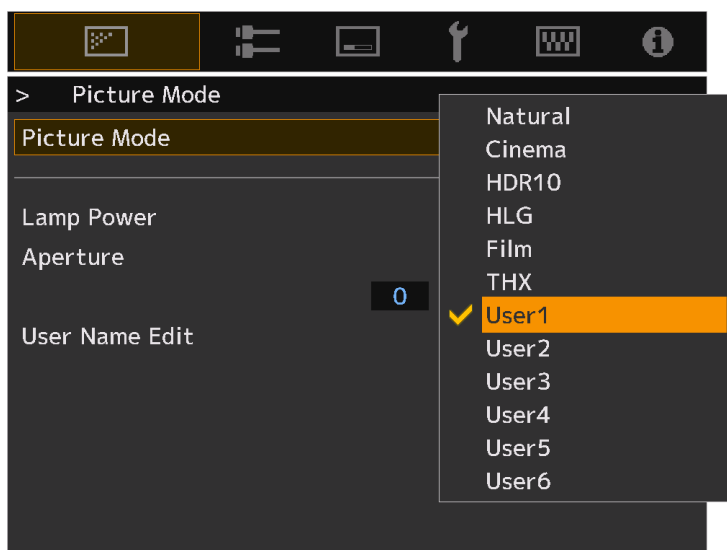 > Picture Mode
Picture Mode
Lamp Power
Aperture
0
User Name Edit
Natural
Cinema
HDR10
HLG
Film
THX
User1
User2
User3
User4
User5
User6